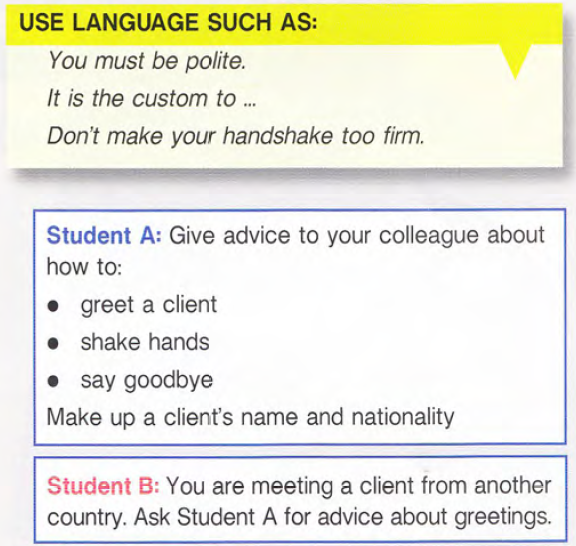 USE LANGUAGE SUCH AS:
You must be polite.
It is the custom to ...
Don't make your handshake too firm.
Student A: Give advice to your colleague about
how to:
● greet a client
● shake hands
● say goodbye
Make up a client's name and nationality
Student B: You are meeting a client from another
country. Ask Student A for advice about greetings.